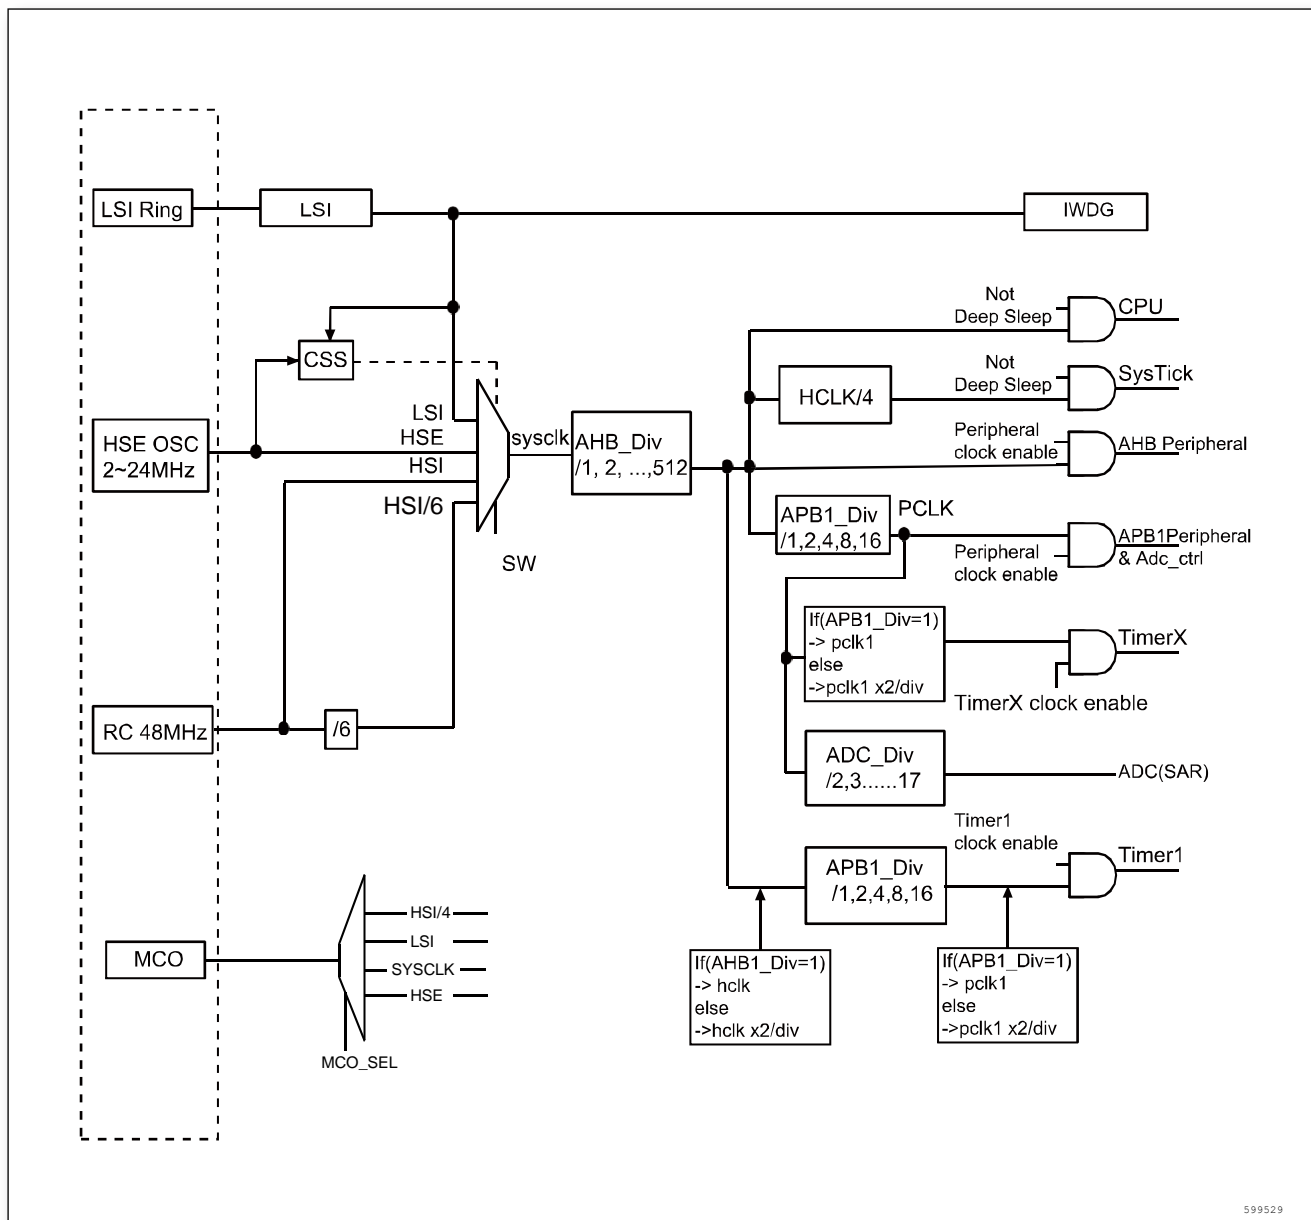 LSI Ring
LSI
IWDG
Not
Deep Sleep
CPU
CSS
HCLK/4
Not
Deep Sleep
SysTick
LSI
HSE OSC
2~24MHz
HSE
HSI
HSI/6
sysclk
AHB_Div
/1, 2, ...,512
Peripheral
clock enable
AHB Peripheral
SW
APB1_Div
/1,2,4,8,16
PCLK
Peripheral
clock enable
APB1Peripheral
& Adc_ctrl
If(APB1_Div=1)
-> pclk1
else
->pclk1 x2/div
TimerX
TimerX clock enable
RC 48MHz
/6
ADC_Div
/2,3......17
ADC(SAR)
Timer1
clock enable
APB1_Div
/1,2,4,8,16
Timer1
MCO
HSI/4
LSI
SYSCLK
HSE
MCO_SEL
If(AHB1_Div=1)
-> hclk
else
->hclk x2/div
If(APB1_Div=1)
-> pclk1
else
->pclk1 x2/div
599529